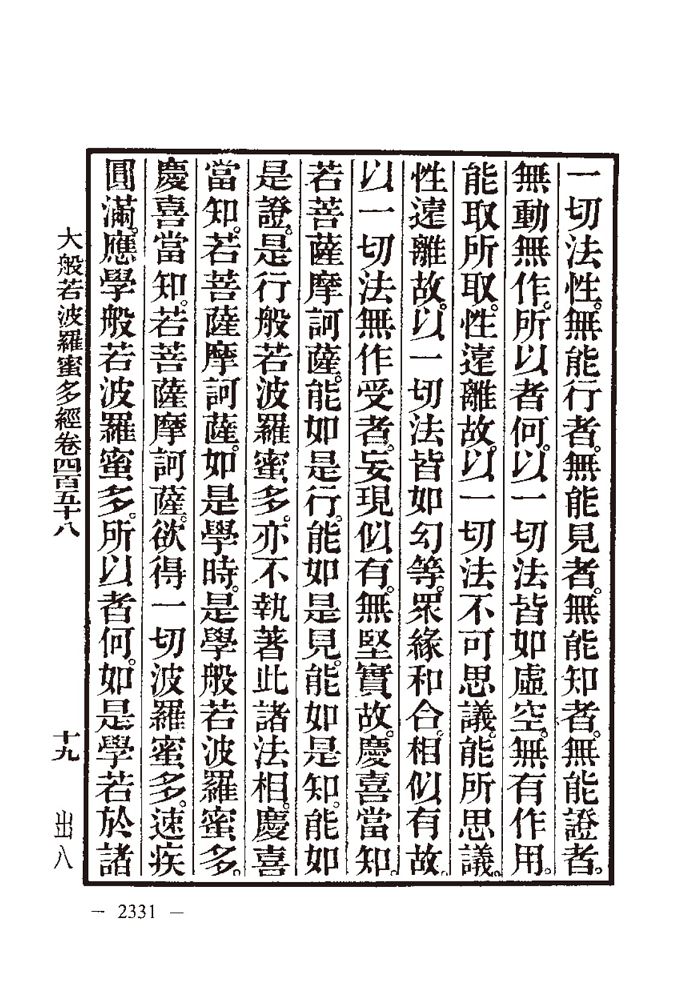 一切法性。無能行者。無能見者。無能知者。無能證者。
無動無作。所以者何。以一切法皆如虛空。無有作用。
能取所取。性遠離故。以一切法不可思議。能所思議。
性遠離故。以一切法皆如幻等。眾緣和合。相似有故。
以一切法無作受者。妄現似有。無堅實故。慶喜當知。
若菩薩摩訶薩。能如是行。能如是見。能如是知。能如
是證。是行般若波羅蜜多。亦不執著此諸法相。慶喜
當知。若菩薩摩訶薩。如是學時。是學般若波羅蜜多。
慶喜當知。若菩薩摩訶薩。欲得一切波羅蜜多。速疾
圓滿。應學般若波羅蜜多。所以者何。如是學若於諸
大般若波羅蜜多經卷四百五十八 十九 出八
— 2331 —